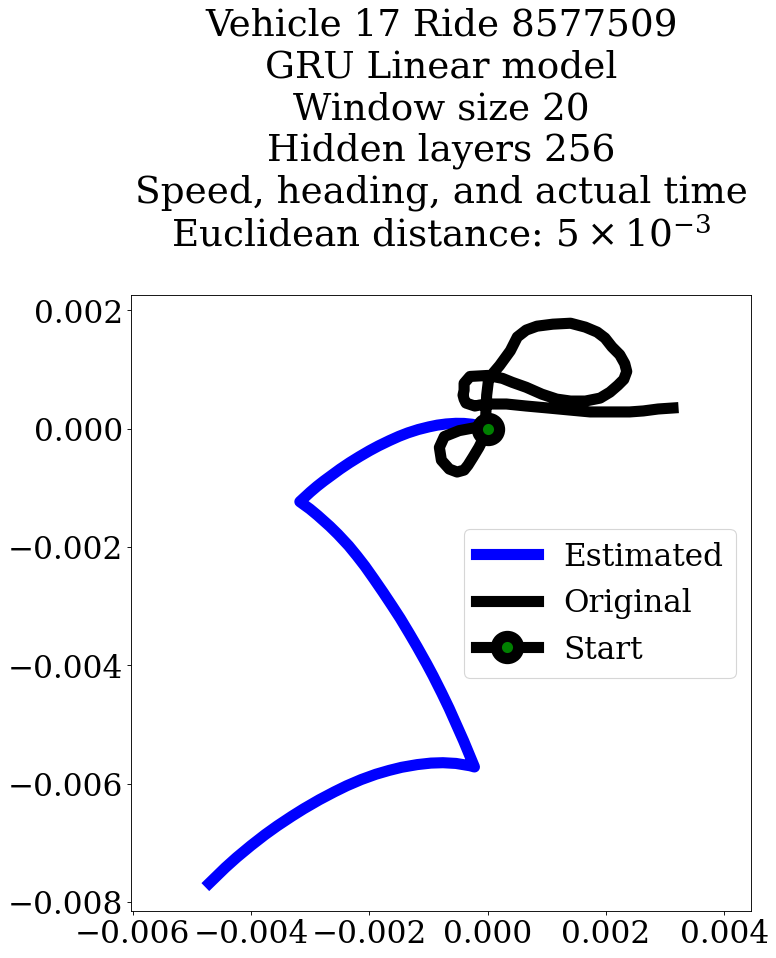 Vehicle 17 Ride 8577509
GRU Linear model
Window size 20
Hidden layers 256
Speed, heading, and actual time
Euclidean distance: 5 × 10⁻³
0.002
0.000
−0.002
−0.004
−0.006
−0.008
Estimated
Original
Start
−0.006 −0.004 −0.002 0.000 0.002 0.004